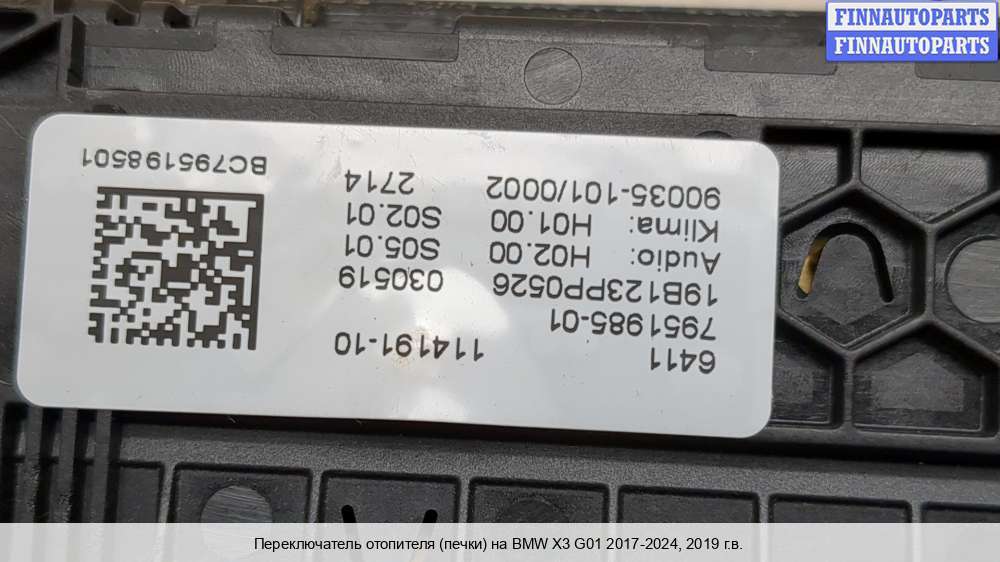 FINNAUTOPARTS
FINNAUTOPARTS
6411 114191-10
7951985-01
19B123PP0526 030519
Audio: H02.00 S05.01
Klima: H01.00 S02.01
90035-101/0002 2714
BC795198501
Переключатель отопителя (печки) на BMW X3 G01 2017-2024, 2019 г.в.